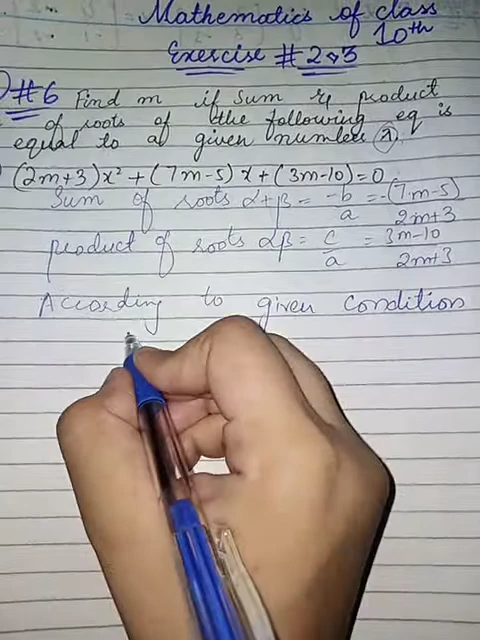 Mathematics of class
10th
Exercise # 2.3
Q#6 Find m if sum & product
of roots of the following eq is
equal to a given number λ
(2m+3)x² + (7m-5)x + (3m-10) = 0
Sum of roots α+β = -b/a = -(7m-5)/2m+3
product of roots αβ = c/a = 3m-10/2m+3
According to given condition